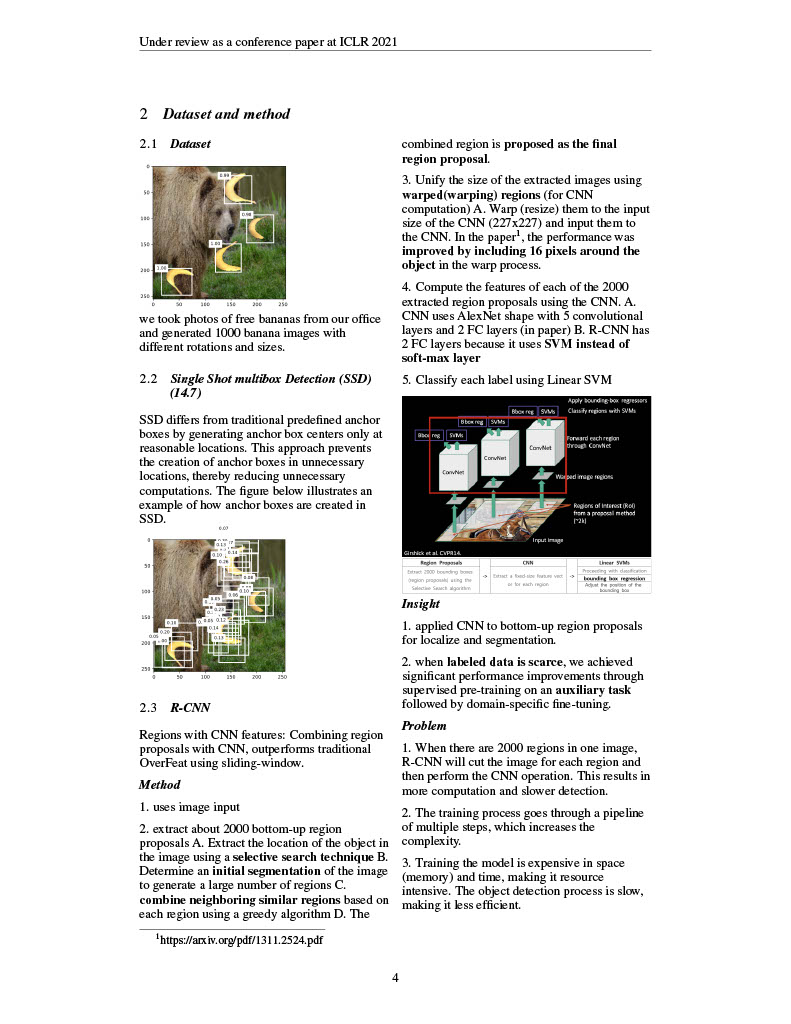 Under review as a conference paper at ICLR 2021
2 Dataset and method
2.1 Dataset
0.99
0.98
1.00
1.00
0
50
100
150
200
250
0 50 100 150 200 250
we took photos of free bananas from our office
and generated 1000 banana images with
different rotations and sizes.
2.2 Single Shot multibox Detection (SSD)
(14.7)
SSD differs from traditional predefined anchor
boxes by generating anchor box centers only at
reasonable locations. This approach prevents
the creation of anchor boxes in unnecessary
locations, thereby reducing unnecessary
computations. The figure below illustrates an
example of how anchor boxes are created in
SSD.
0.07
0
50
100
150
200
250
0 50 100 150 200 250
2.3 R-CNN
Regions with CNN features: Combining region
proposals with CNN, outperforms traditional
OverFeat using sliding-window.
Method
1. uses image input
2. extract about 2000 bottom-up region
proposals A. Extract the location of the object in
the image using a selective search technique B.
Determine an initial segmentation of the image
to generate a large number of regions C.
combine neighboring similar regions based on
each region using a greedy algorithm D. The
1https://arxiv.org/pdf/1311.2524.pdf
combined region is proposed as the final
region proposal.
3. Unify the size of the extracted images using
warped(warping) regions (for CNN
computation) A. Warp (resize) them to the input
size of the CNN (227x227) and input them to
the CNN. In the paper1, the performance was
improved by including 16 pixels around the
object in the warp process.
4. Compute the features of each of the 2000
extracted region proposals using the CNN. A.
CNN uses AlexNet shape with 5 convolutional
layers and 2 FC layers (in paper) B. R-CNN has
2 FC layers because it uses SVM instead of
soft-max layer
5. Classify each label using Linear SVM
Apply bounding-box regressors
Bbox reg SVMs Classify regions with SVMs
Bbox reg SVMs
Bbox reg SVMs
Forward each region
through ConvNet
ConvNet
ConvNet
ConvNet
Warped image regions
Regions of Interest (RoI)
from a proposal method
(~2k)
Input image
Girshick et al. CVPR14.
Region Proposals CNN Linear SVMs
Extract 2000 bounding boxes
(region proposals) using the
Selective Search algorithm
->
Extract a fixed-size feature vect
or for each region
->
Proceeding with classification
bounding box regression
Adjust the position of the
bounding box
Insight
1. applied CNN to bottom-up region proposals
for localize and segmentation.
2. when labeled data is scarce, we achieved
significant performance improvements through
supervised pre-training on an auxiliary task
followed by domain-specific fine-tuning.
Problem
1. When there are 2000 regions in one image,
R-CNN will cut the image for each region and
then perform the CNN operation. This results in
more computation and slower detection.
2. The training process goes through a pipeline
of multiple steps, which increases the
complexity.
3. Training the model is expensive in space
(memory) and time, making it resource
intensive. The object detection process is slow,
making it less efficient.
4